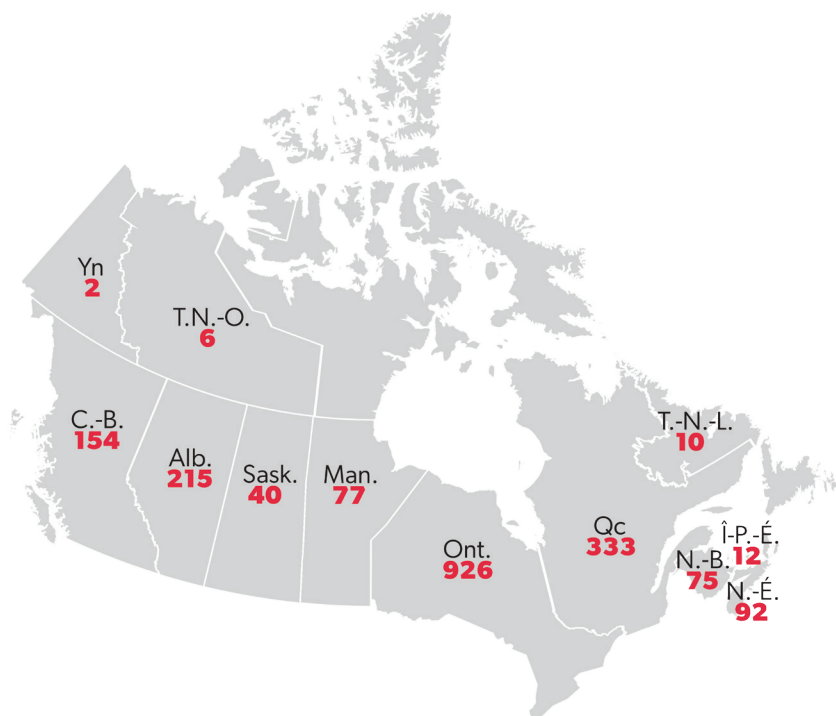 Yn
2
T.N.-O.
6
C.-B.
154
Alb.
215
Sask.
40
Man.
77
Ont.
926
Qc
333
T.-N.-L.
10
Î-P.-É.
12
N.-B.
75
N.-É.
92